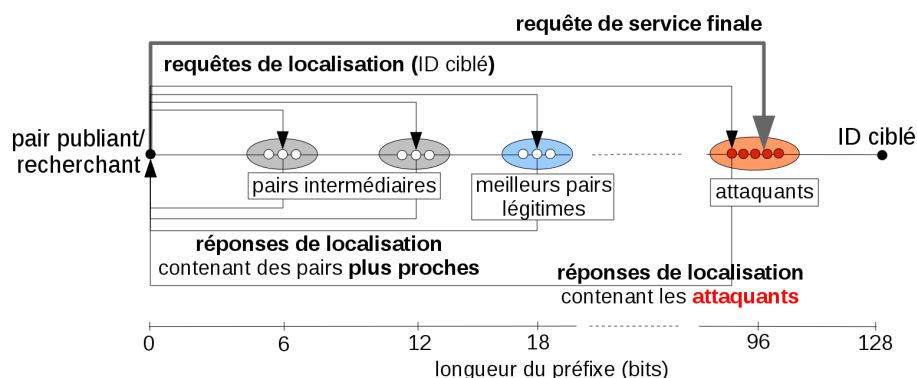 requête de service finale
requêtes de localisation (ID ciblé)
pair publiant/
recherchant
ID ciblé
pairs intermédiaires
meilleurs pairs
légitimes
attaquants
réponses de localisation
contenant des pairs plus proches
réponses de localisation
contenant les attaquants
0 6 12 18 96 128
longueur du préfixe (bits)